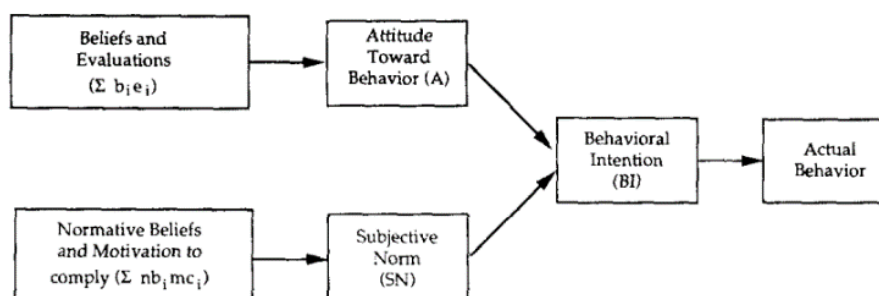 Beliefs and
Evaluations
(Σ bᵢeᵢ)
Attitude
Toward
Behavior (A)
Normative Beliefs
and Motivation to
comply (Σ nbᵢmcᵢ)
Subjective
Norm
(SN)
Behavioral
Intention
(BI)
Actual
Behavior